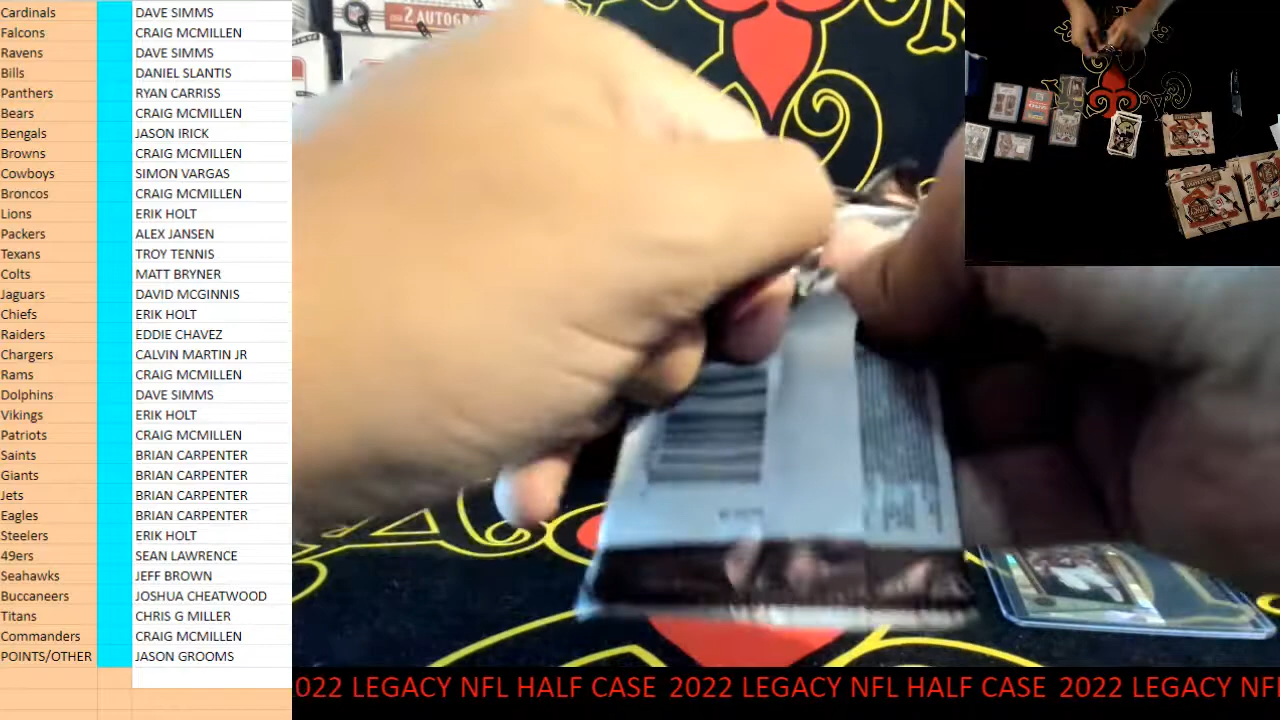 Cardinals DAVE SIMMS
Falcons CRAIG MCMILLEN
Ravens DAVE SIMMS
Bills DANIEL SLANTIS
Panthers RYAN CARRISS
Bears CRAIG MCMILLEN
Bengals JASON IRICK
Browns CRAIG MCMILLEN
Cowboys SIMON VARGAS
Broncos CRAIG MCMILLEN
Lions ERIK HOLT
Packers ALEX JANSEN
Texans TROY TENNIS
Colts MATT BRYNER
Jaguars DAVID MCGINNIS
Chiefs ERIK HOLT
Raiders EDDIE CHAVEZ
Chargers CALVIN MARTIN JR
Rams CRAIG MCMILLEN
Dolphins DAVE SIMMS
Vikings ERIK HOLT
Patriots CRAIG MCMILLEN
Saints BRIAN CARPENTER
Giants BRIAN CARPENTER
Jets BRIAN CARPENTER
Eagles BRIAN CARPENTER
Steelers ERIK HOLT
49ers SEAN LAWRENCE
Seahawks JEFF BROWN
Buccaneers JOSHUA CHEATWOOD
Titans CHRIS G MILLER
Commanders CRAIG MCMILLEN
POINTS/OTHER JASON GROOMS
2 AUTOGRA
022 LEGACY NFL HALF CASE 2022 LEGACY NFL HALF CASE 2022 LEGACY NF